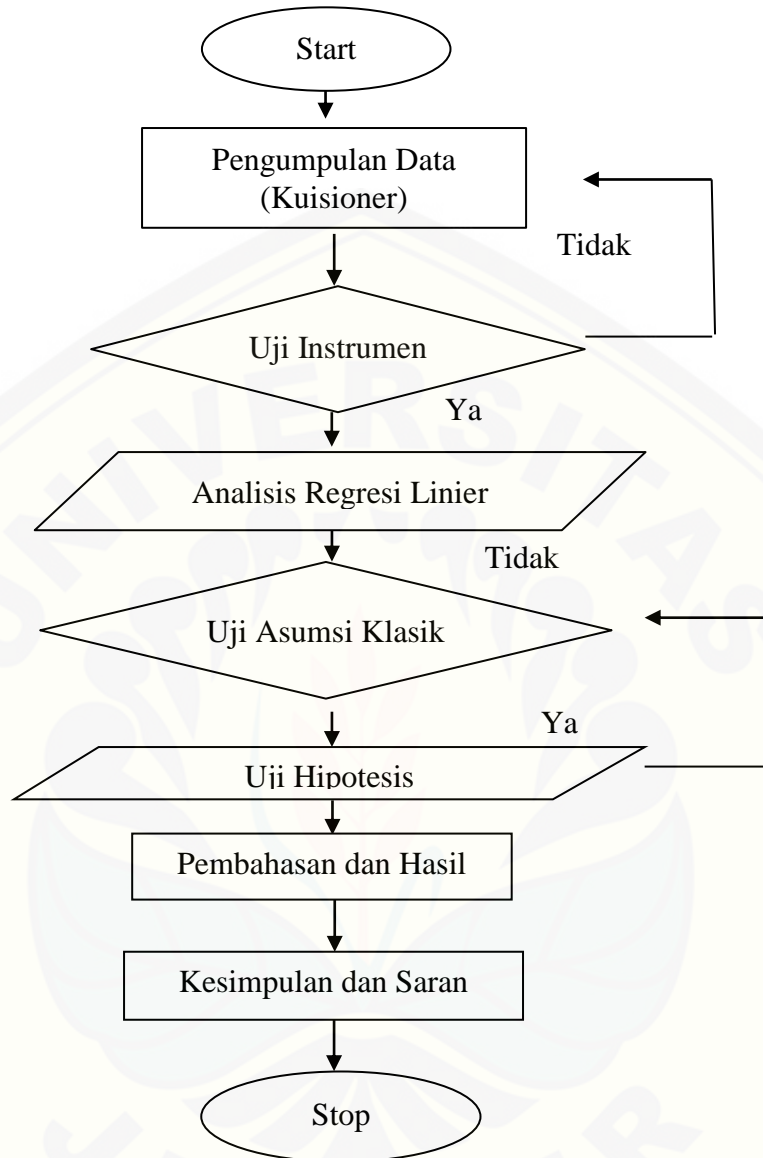 Start
Pengumpulan Data
(Kuisioner)
Tidak
Uji Instrumen
Ya
Analisis Regresi Linier
Tidak
Uji Asumsi Klasik
Ya
Uji Hipotesis
Pembahasan dan Hasil
Kesimpulan dan Saran
Stop
UNIVERSITAS